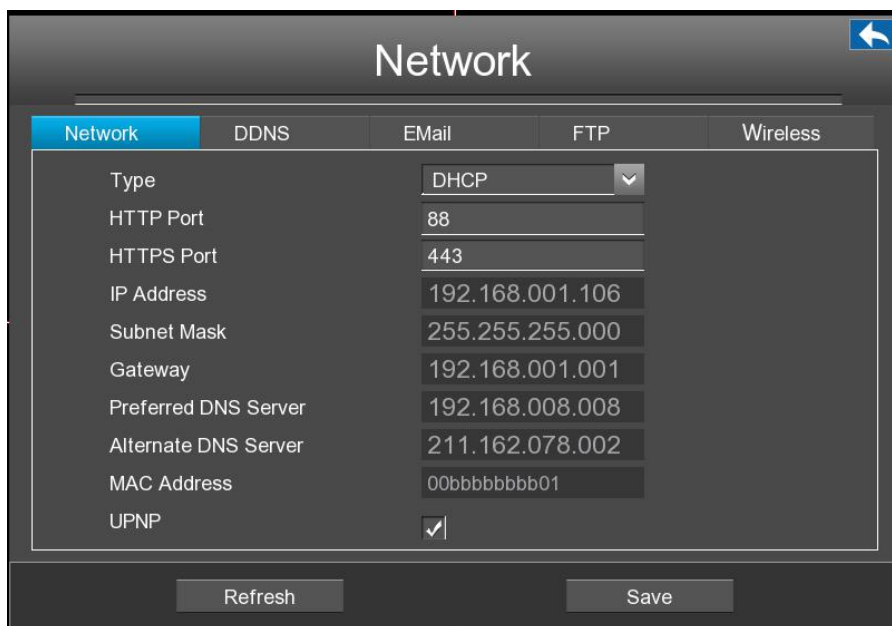 Network
Network DDNS EMail FTP Wireless
Type DHCP
HTTP Port 88
HTTPS Port 443
IP Address 192.168.001.106
Subnet Mask 255.255.255.000
Gateway 192.168.001.001
Preferred DNS Server 192.168.008.008
Alternate DNS Server 211.162.078.002
MAC Address 00bbbbbbbb01
UPNP
Refresh Save